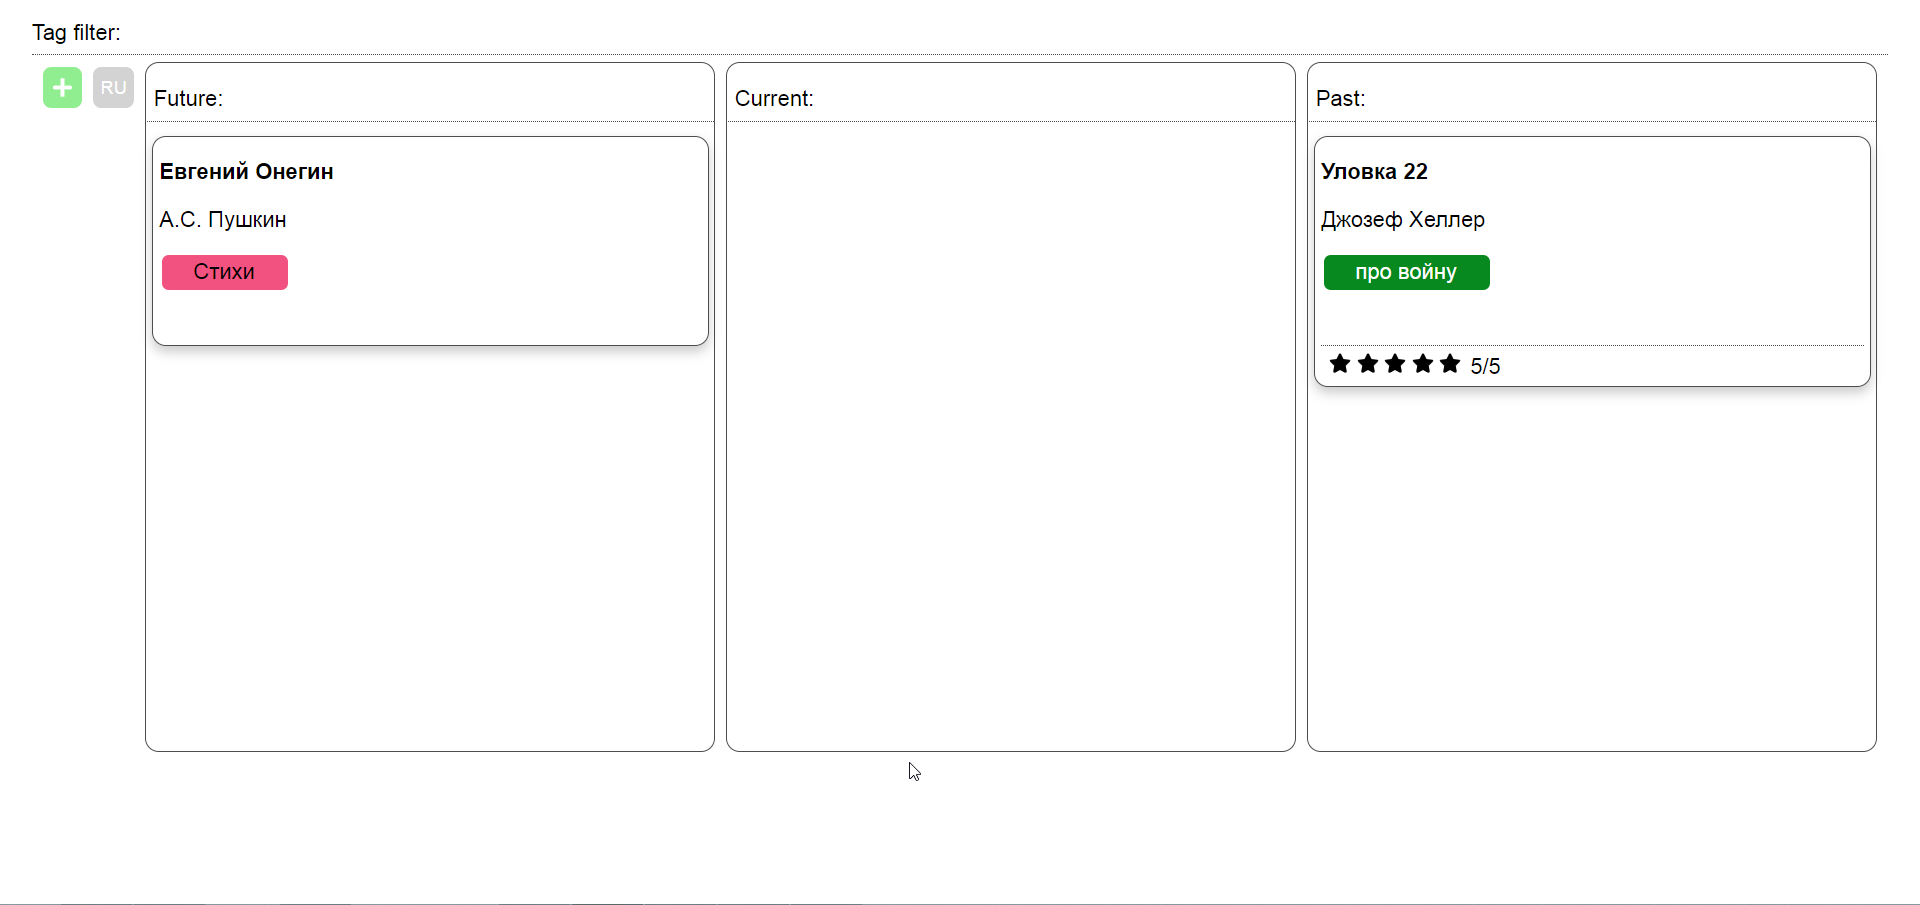 Tag filter:
RU
Future:
Евгений Онегин
А.С. Пушкин
Стихи
Current:
Past:
Уловка 22
Джозеф Хеллер
про войну
5/5